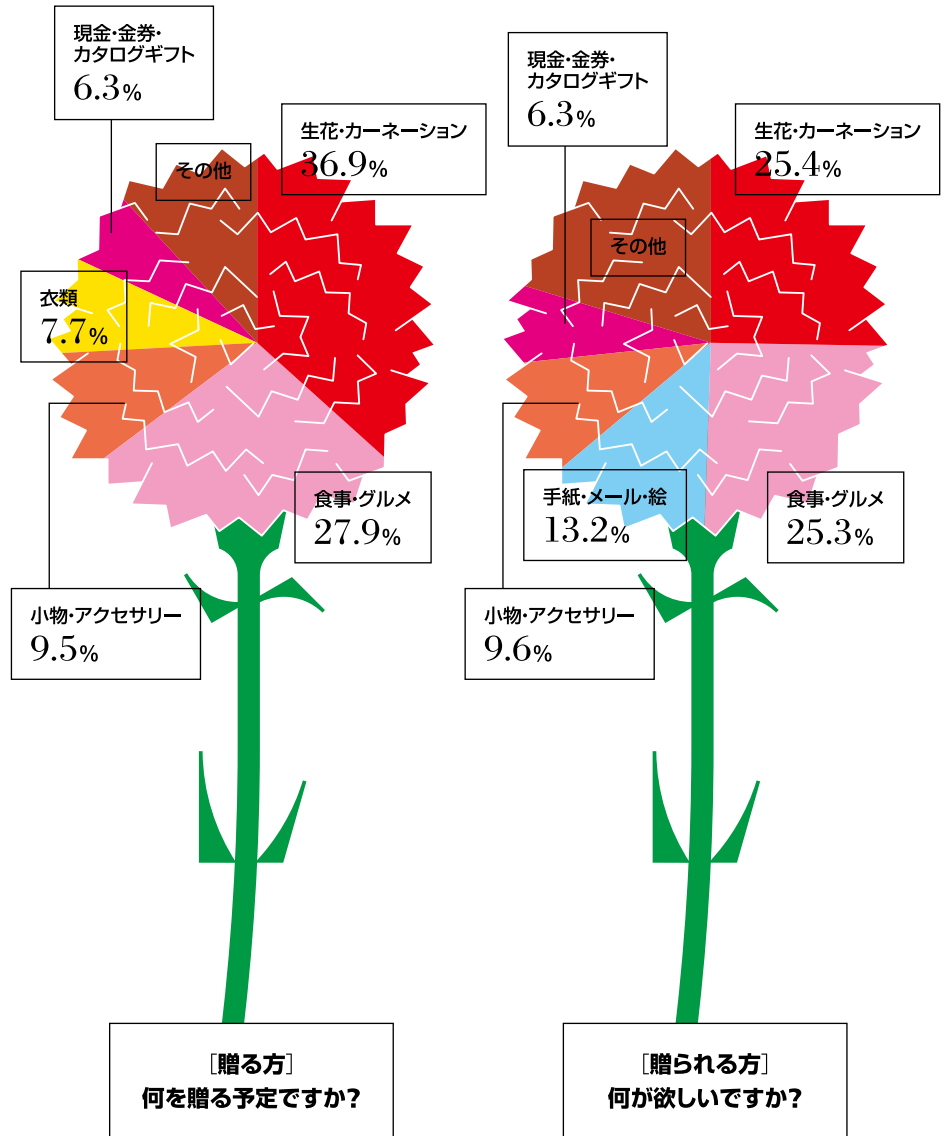 現金・金券・
カタログギフト
6.3%
生花・カーネーション
36.9%
その他
衣類
7.7%
食事・グルメ
27.9%
小物・アクセサリー
9.5%
[贈る方]
何を贈る予定ですか?
現金・金券・
カタログギフト
6.3%
生花・カーネーション
25.4%
その他
手紙・メール・絵
13.2%
食事・グルメ
25.3%
小物・アクセサリー
9.6%
[贈られる方]
何が欲しいですか?